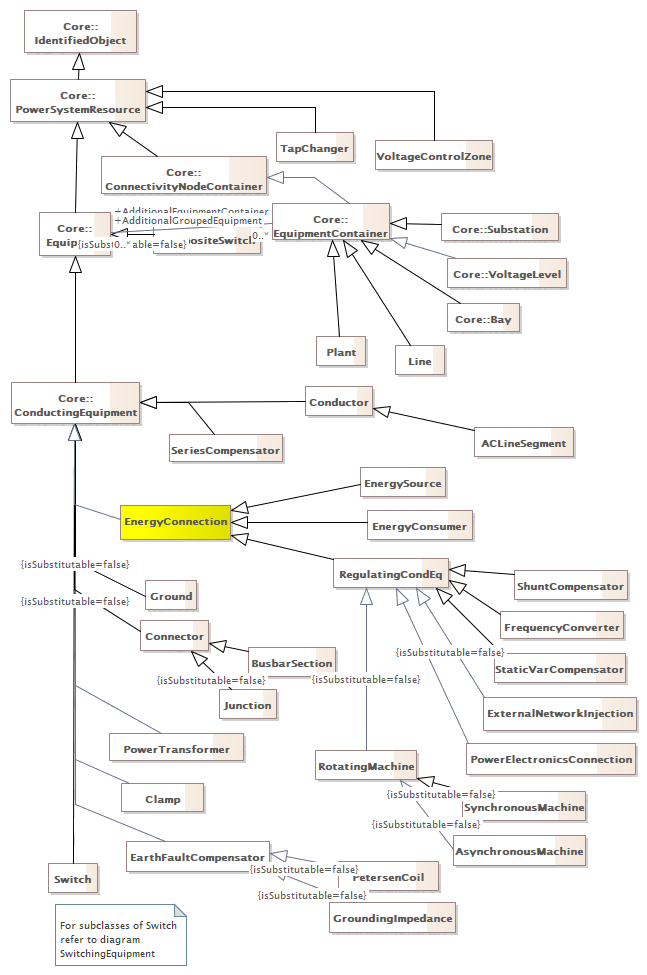 Core::
IdentifiedObject
Core::
PowerSystemResource
TapChanger
VoltageControlZone
Core::
ConnectivityNodeContainer
+AdditionalEquipmentContainer
+AdditionalGroupedEquipment
Core::
0..*
{isSubst
able=false}
0..*
Core::
EquipmentContainer
Core::Substation
Core::VoltageLevel
Core::Bay
Plant
Line
Core::
ConductingEquipment
Conductor
SeriesCompensator
ACLineSegment
EnergySource
EnergyConnection
EnergyConsumer
{isSubstitutable=false}
RegulatingCondEq
ShuntCompensator
Ground
{isSubstitutable=false}
FrequencyConverter
Connector
{isSubstitutable=false}
BusbarSection
StaticVarCompensator
{isSubstitutable=false}
{isSubstitutable=false}
Junction
ExternalNetworkInjection
PowerTransformer
PowerElectronicsConnection
RotatingMachine
Clamp
{isSubstitutable=false}
SynchronousMachine
{isSubstitutable=false}
EarthFaultCompensator
AsynchronousMachine
{isSubstitutable=false}
PetersenCoil
Switch
{isSubstitutable=false}
GroundingImpedance
For subclasses of Switch
refer to diagram
SwitchingEquipment